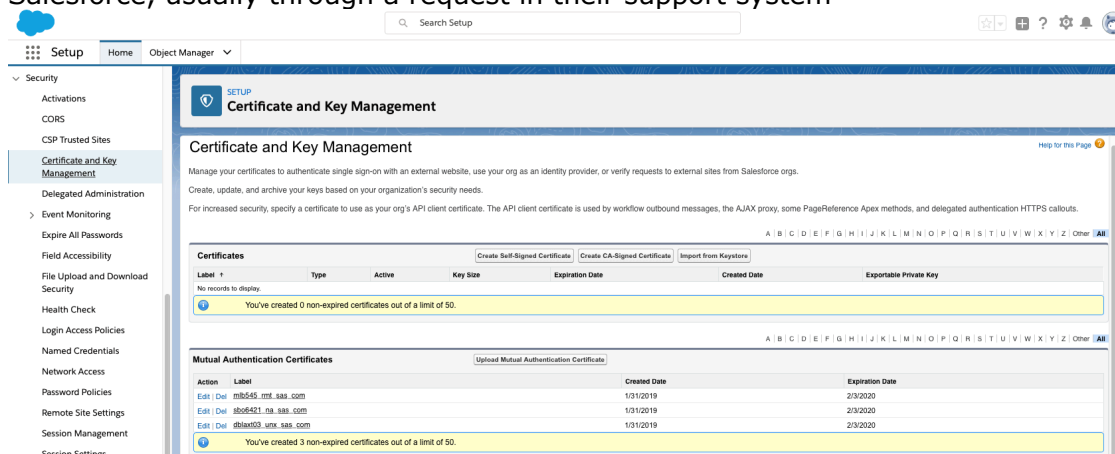 Salesforce, usually through a request in their support system
Search Setup
Setup Home Object Manager
Security
Activations
CORS
CSP Trusted Sites
Certificate and Key
Management
Delegated Administration
Event Monitoring
Expire All Passwords
Field Accessibility
File Upload and Download
Security
Health Check
Login Access Policies
Named Credentials
Network Access
Password Policies
Remote Site Settings
Session Management
Session Settings
SETUP
Certificate and Key Management
Certificate and Key Management
Help for this Page
Manage your certificates to authenticate single sign-on with an external website, use your org as an identity provider, or verify requests to external sites from Salesforce orgs.
Create, update, and archive your keys based on your organization's security needs.
For increased security, specify a certificate to use as your org's API client certificate. The API client certificate is used by workflow outbound messages, the AJAX proxy, some PageReference Apex methods, and delegated authentication HTTPS callouts.
A | B | C | D | E | F | G | H | I | J | K | L | M | N | O | P | Q | R | S | T | U | V | W | X | Y | Z | Other All
Certificates Create Self-Signed Certificate Create CA-Signed Certificate Import from Keystore
Label ↑ Type Active Key Size Expiration Date Created Date Exportable Private Key
No records to display.
You've created 0 non-expired certificates out of a limit of 50.
A | B | C | D | E | F | G | H | I | J | K | L | M | N | O | P | Q | R | S | T | U | V | W | X | Y | Z | Other All
Mutual Authentication Certificates Upload Mutual Authentication Certificate
Action Label Created Date Expiration Date
Edit | Del mlb545_rmt_sas_com 1/31/2019 2/3/2020
Edit | Del sbo6421_na_sas_com 1/31/2019 2/3/2020
Edit | Del dblaxt03_unx_sas_com 1/31/2019 2/3/2020
You've created 3 non-expired certificates out of a limit of 50.